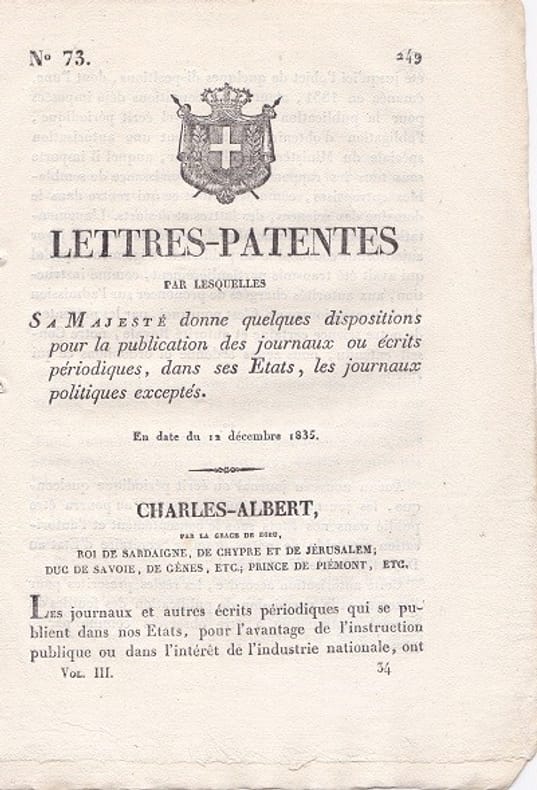 Nº 73.
249
LETTRES-PATENTES
PAR LESQUELLES
SA MAJESTÉ donne quelques dispositions
pour la publication des journaux ou écrits
périodiques, dans ses Etats, les journaux
politiques exceptés.
En date du 12 décembre 1835.
CHARLES-ALBERT,
PAR LA GRACE DE DIEU,
ROI DE SARDAIGNE, DE CHYPRE ET DE JÉRUSALEM;
DUC DE SAVOIE, DE GÊNES, ETC.; PRINCE DE PIÉMONT, ETC.
Les journaux et autres écrits périodiques qui se pu-
blient dans nos Etats, pour l'avantage de l'instruction
publique ou dans l'intérêt de l'industrie nationale, ont
VOL. III.
34